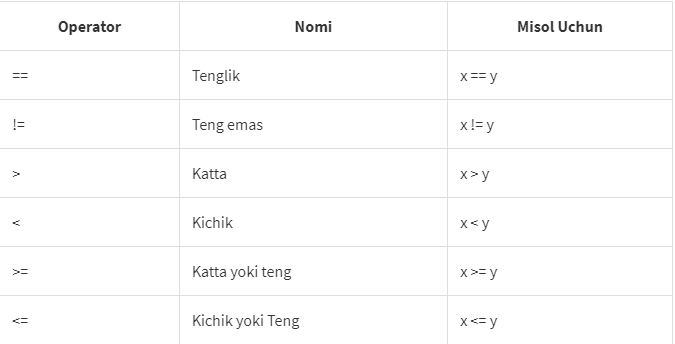 Operator Nomi Misol Uchun
== Tenglik x == y
!= Teng emas x != y
> Katta x > y
< Kichik x < y
>= Katta yoki teng x >= y
<= Kichik yoki Teng x <= y